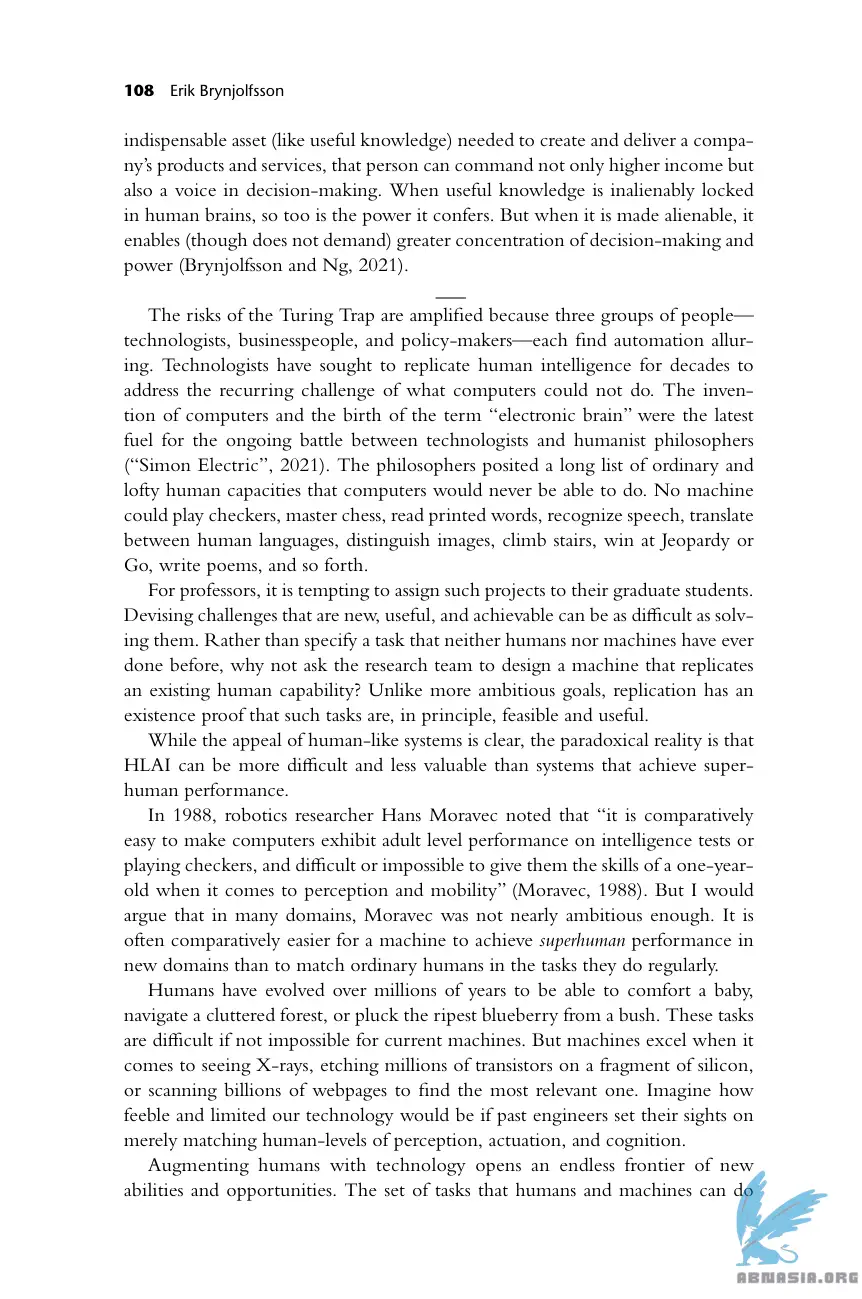 108 Erik Brynjolfsson
indispensable asset (like useful knowledge) needed to create and deliver a compa-
ny’s products and services, that person can command not only higher income but
also a voice in decision-making. When useful knowledge is inalienably locked
in human brains, so too is the power it confers. But when it is made alienable, it
enables (though does not demand) greater concentration of decision-making and
power (Brynjolfsson and Ng, 2021).
The risks of the Turing Trap are amplified because three groups of people—
technologists, businesspeople, and policy-makers—each find automation allur-
ing. Technologists have sought to replicate human intelligence for decades to
address the recurring challenge of what computers could not do. The inven-
tion of computers and the birth of the term “electronic brain” were the latest
fuel for the ongoing battle between technologists and humanist philosophers
(“Simon Electric”, 2021). The philosophers posited a long list of ordinary and
lofty human capacities that computers would never be able to do. No machine
could play checkers, master chess, read printed words, recognize speech, translate
between human languages, distinguish images, climb stairs, win at Jeopardy or
Go, write poems, and so forth.
For professors, it is tempting to assign such projects to their graduate students.
Devising challenges that are new, useful, and achievable can be as difficult as solv-
ing them. Rather than specify a task that neither humans nor machines have ever
done before, why not ask the research team to design a machine that replicates
an existing human capability? Unlike more ambitious goals, replication has an
existence proof that such tasks are, in principle, feasible and useful.
While the appeal of human-like systems is clear, the paradoxical reality is that
HLAI can be more difficult and less valuable than systems that achieve super-
human performance.
In 1988, robotics researcher Hans Moravec noted that “it is comparatively
easy to make computers exhibit adult level performance on intelligence tests or
playing checkers, and difficult or impossible to give them the skills of a one-year-
old when it comes to perception and mobility” (Moravec, 1988). But I would
argue that in many domains, Moravec was not nearly ambitious enough. It is
often comparatively easier for a machine to achieve superhuman performance in
new domains than to match ordinary humans in the tasks they do regularly.
Humans have evolved over millions of years to be able to comfort a baby,
navigate a cluttered forest, or pluck the ripest blueberry from a bush. These tasks
are difficult if not impossible for current machines. But machines excel when it
comes to seeing X-rays, etching millions of transistors on a fragment of silicon,
or scanning billions of webpages to find the most relevant one. Imagine how
feeble and limited our technology would be if past engineers set their sights on
merely matching human-levels of perception, actuation, and cognition.
Augmenting humans with technology opens an endless frontier of new
abilities and opportunities. The set of tasks that humans and machines can do
ABNASIA.ORG